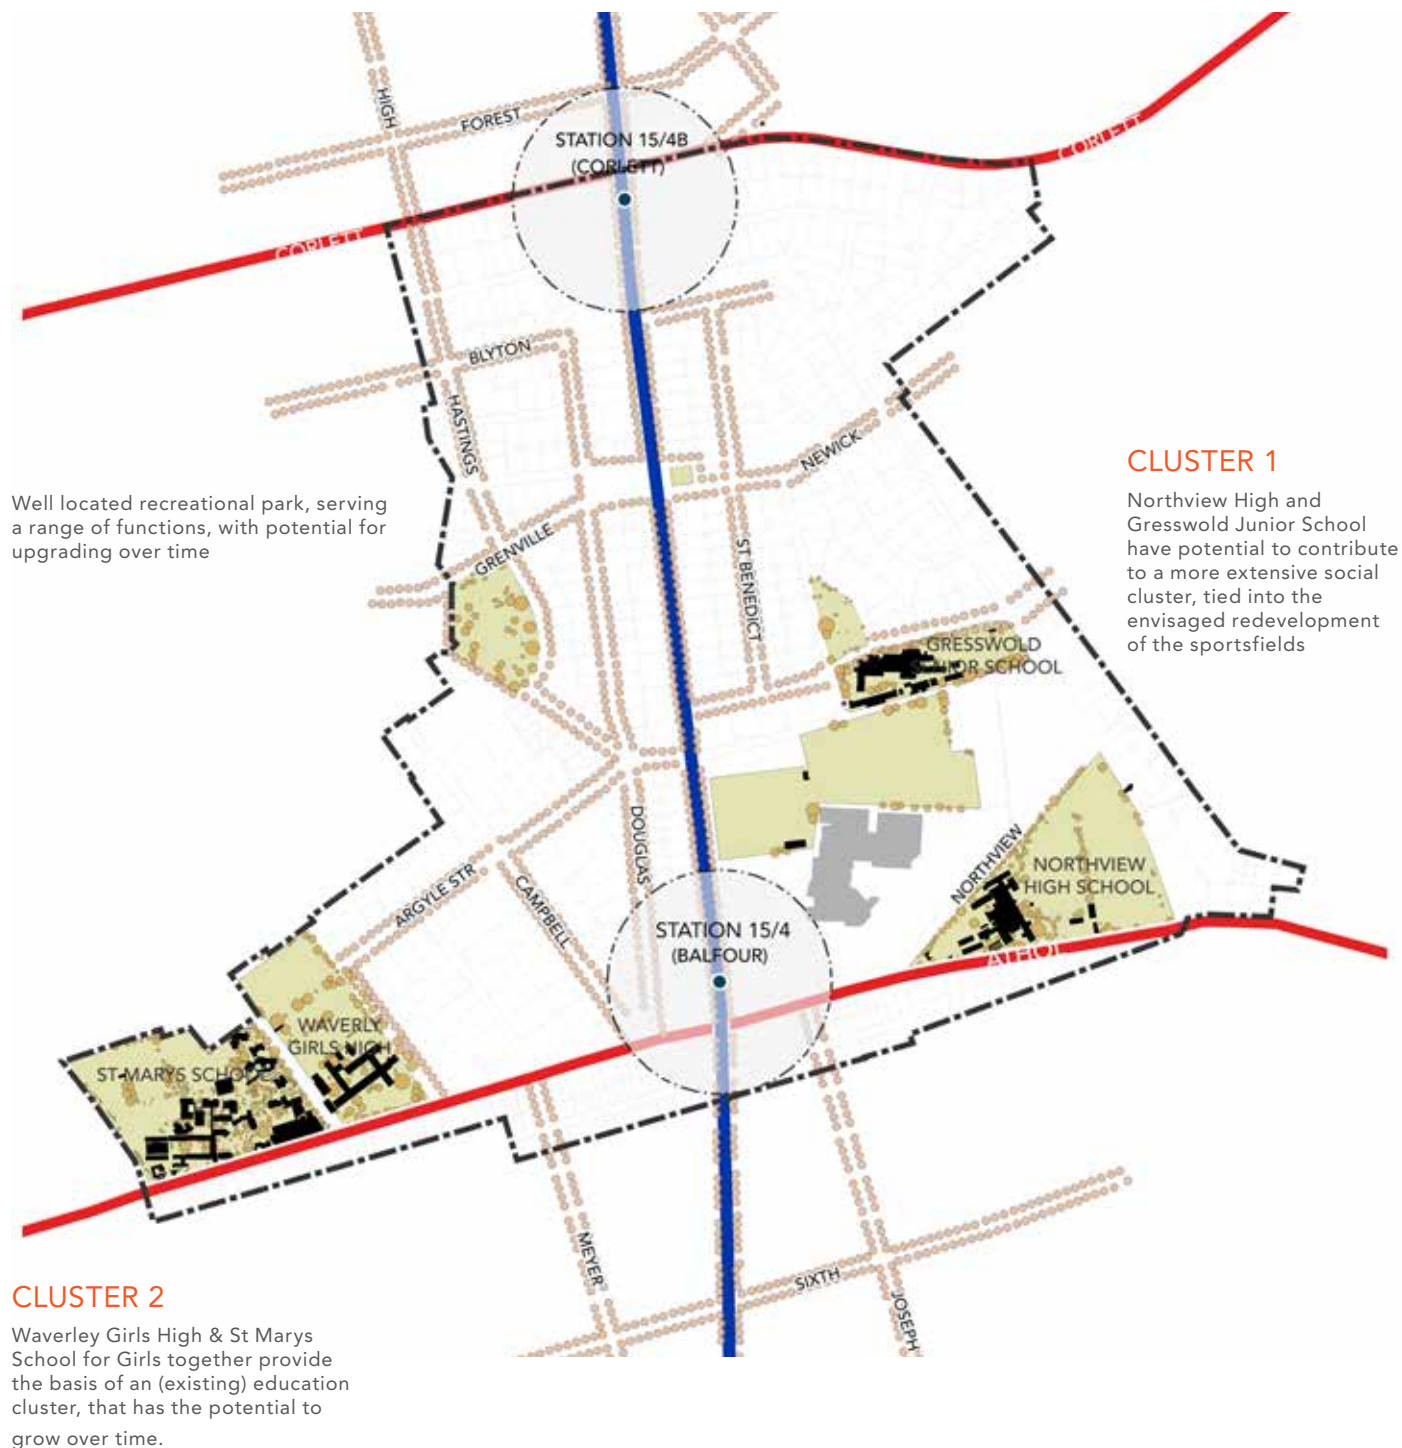 HIGH
FOREST
STATION 15/4B
(CORLETT)
CORLETT
CORLETT
BLYTON
HASTINGS
NEWICK
CLUSTER 1
Northview High and
Gresswold Junior School
have potential to contribute
to a more extensive social
cluster, tied into the
envisaged redevelopment
of the sportsfields
Well located recreational park, serving
a range of functions, with potential for
upgrading over time
GRENVILLE
ST BENEDICT
GRESSWOLD
JUNIOR SCHOOL
DOUGLAS
NORTHVIEW
NORTHVIEW
HIGH SCHOOL
ARGYLE STR
CAMPBELL
STATION 15/4
(BALFOUR)
ATHOL
WAVERLY
GIRLS HIGH
ST MARYS SCHOOL
MEYER
SIXTH
JOSEPH
CLUSTER 2
Waverley Girls High & St Marys
School for Girls together provide
the basis of an (existing) education
cluster, that has the potential to
grow over time.